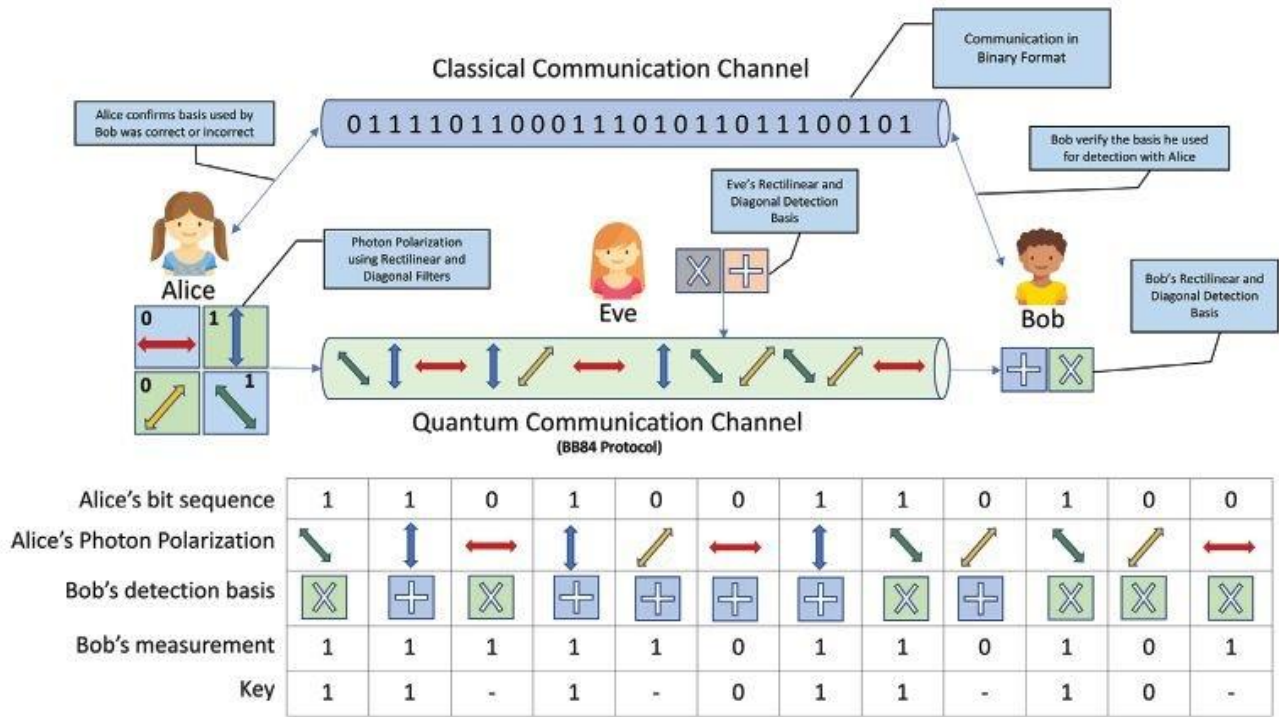 Communication in
Binary Format
Classical Communication Channel
Alice confirms basis used by
Bob was correct or incorrect
0 1 1 1 1 0 1 1 0 0 0 1 1 1 0 1 0 1 1 0 1 1 1 0 0 1 0 1
Bob verify the basis he used
for detection with Alice
Eve's Rectilinear and
Diagonal Detection
Basis
Photon Polarization
using Rectilinear and
Diagonal Filters
Bob's Rectilinear and
Diagonal Detection
Basis
Alice
Eve
Bob
0 1
0 1
Quantum Communication Channel
(BB84 Protocol)
Alice's bit sequence 1 1 0 1 0 0 1 1 0 1 0 0
Alice's Photon Polarization
Bob's detection basis
Bob's measurement 1 1 1 1 1 0 1 1 0 1 0 1
Key 1 1 - 1 - 0 1 1 - 1 0 -